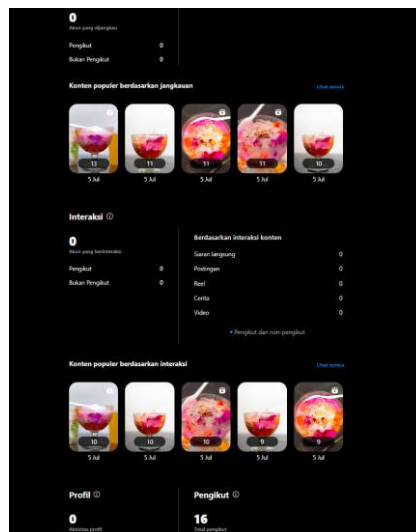 0
Akun yang dijangkau
Pengikut 0
Bukan Pengikut 0
Konten populer berdasarkan jangkauan Lihat semua
13 11 11 11 10
5 Jul 5 Jul 5 Jul 5 Jul 5 Jul
Interaksi
0
Akun yang berinteraksi
Pengikut 0
Bukan Pengikut 0
Berdasarkan interaksi konten
Siaran langsung 0
Postingan 0
Reel 0
Cerita 0
Video 0
Pengikut dan non-pengikut
Konten populer berdasarkan interaksi Lihat semua
10 10 10 9 9
5 Jul 5 Jul 5 Jul 5 Jul 5 Jul
Profil Pengikut
0 16
Aktivitas profil Total pengikut